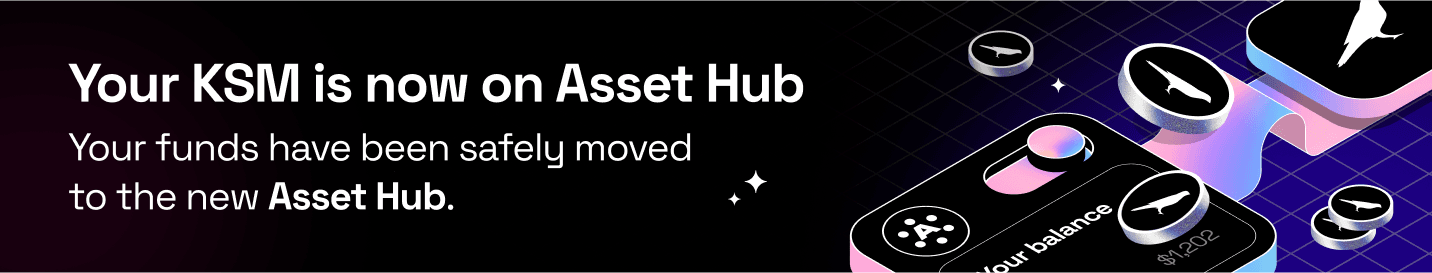 Your KSM is now on Asset Hub
Your funds have been safely moved
to the new Asset Hub.
A
Your balance
$1,202